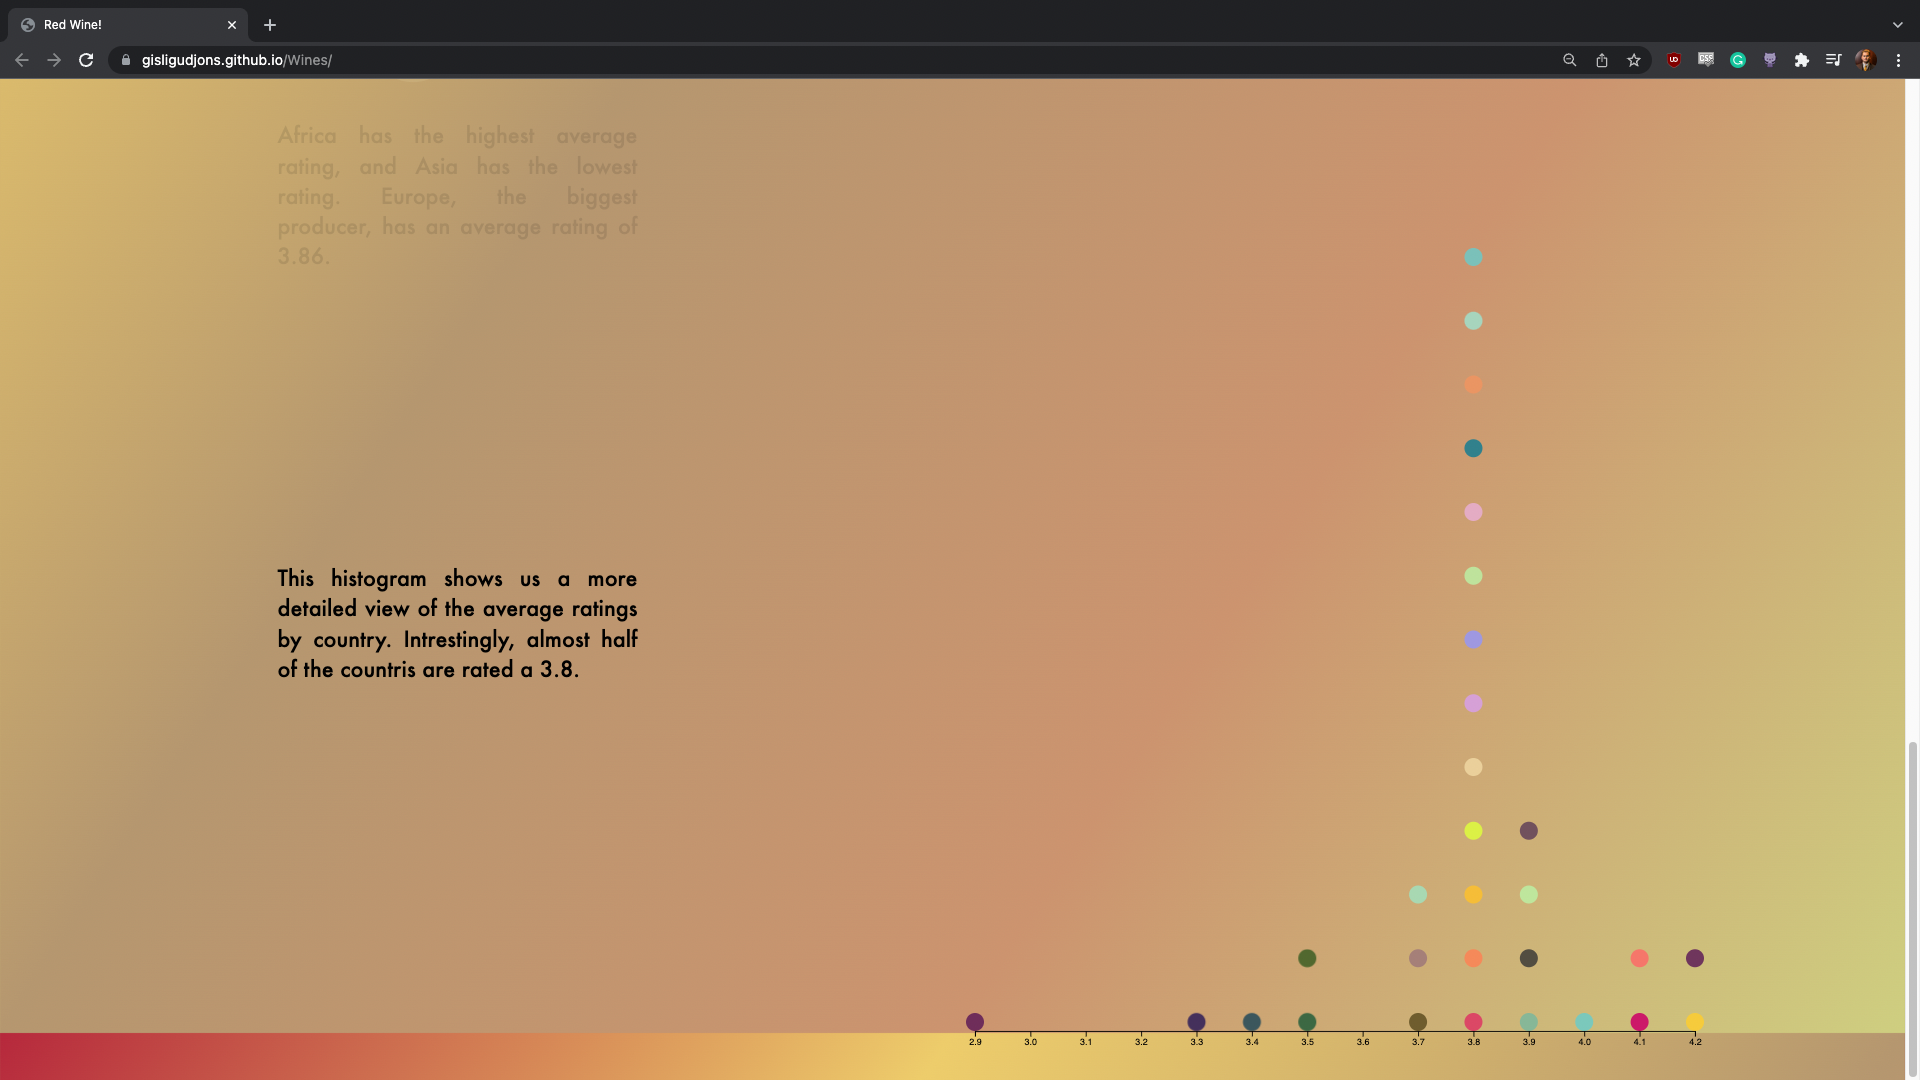 Red Wine!
gisligudjons.github.io/Wines/
Africa has the highest average
rating, and Asia has the lowest
rating. Europe, the biggest
producer, has an average rating of
3.86.
This histogram shows us a more
detailed view of the average ratings
by country. Intrestingly, almost half
of the countris are rated a 3.8.
2.9 3.0 3.1 3.2 3.3 3.4 3.5 3.6 3.7 3.8 3.9 4.0 4.1 4.2